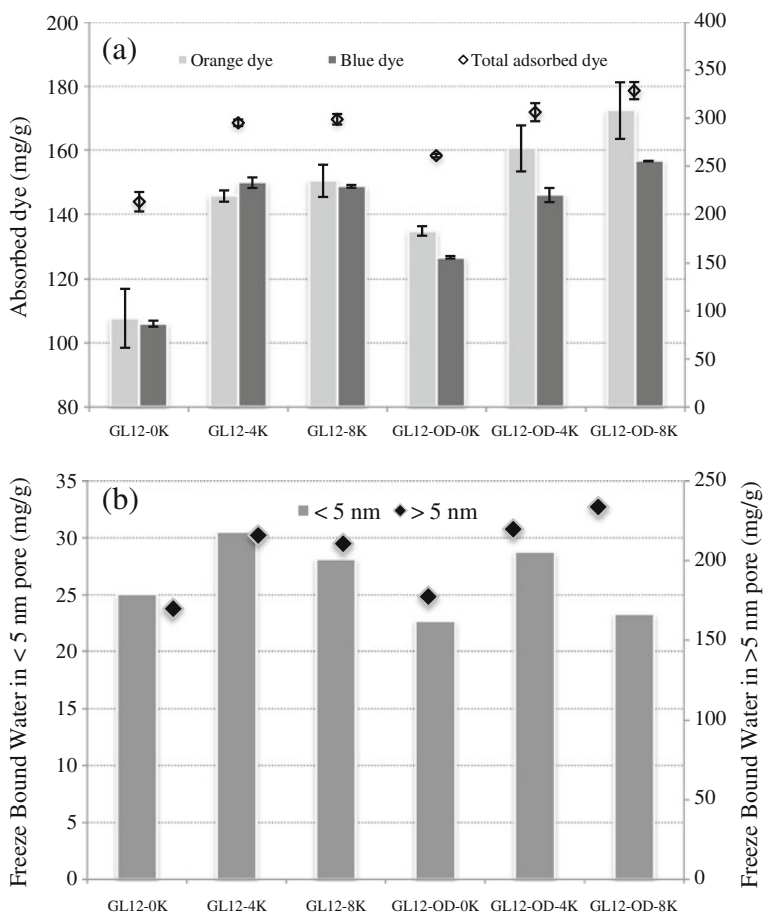 (a)
Orange dye
Blue dye
Total adsorbed dye
Absorbed dye (mg/g)
200
180
160
140
120
100
80
400
350
300
250
200
150
100
50
0
GL12-0K
GL12-4K
GL12-8K
GL12-OD-0K
GL12-OD-4K
GL12-OD-8K
(b)
< 5 nm
> 5 nm
Freeze Bound Water in < 5 nm pore (mg/g)
35
30
25
20
15
10
5
0
250
200
150
100
50
0
Freeze Bound Water in >5 nm pore (mg/g)
GL12-0K
GL12-4K
GL12-8K
GL12-OD-0K
GL12-OD-4K
GL12-OD-8K